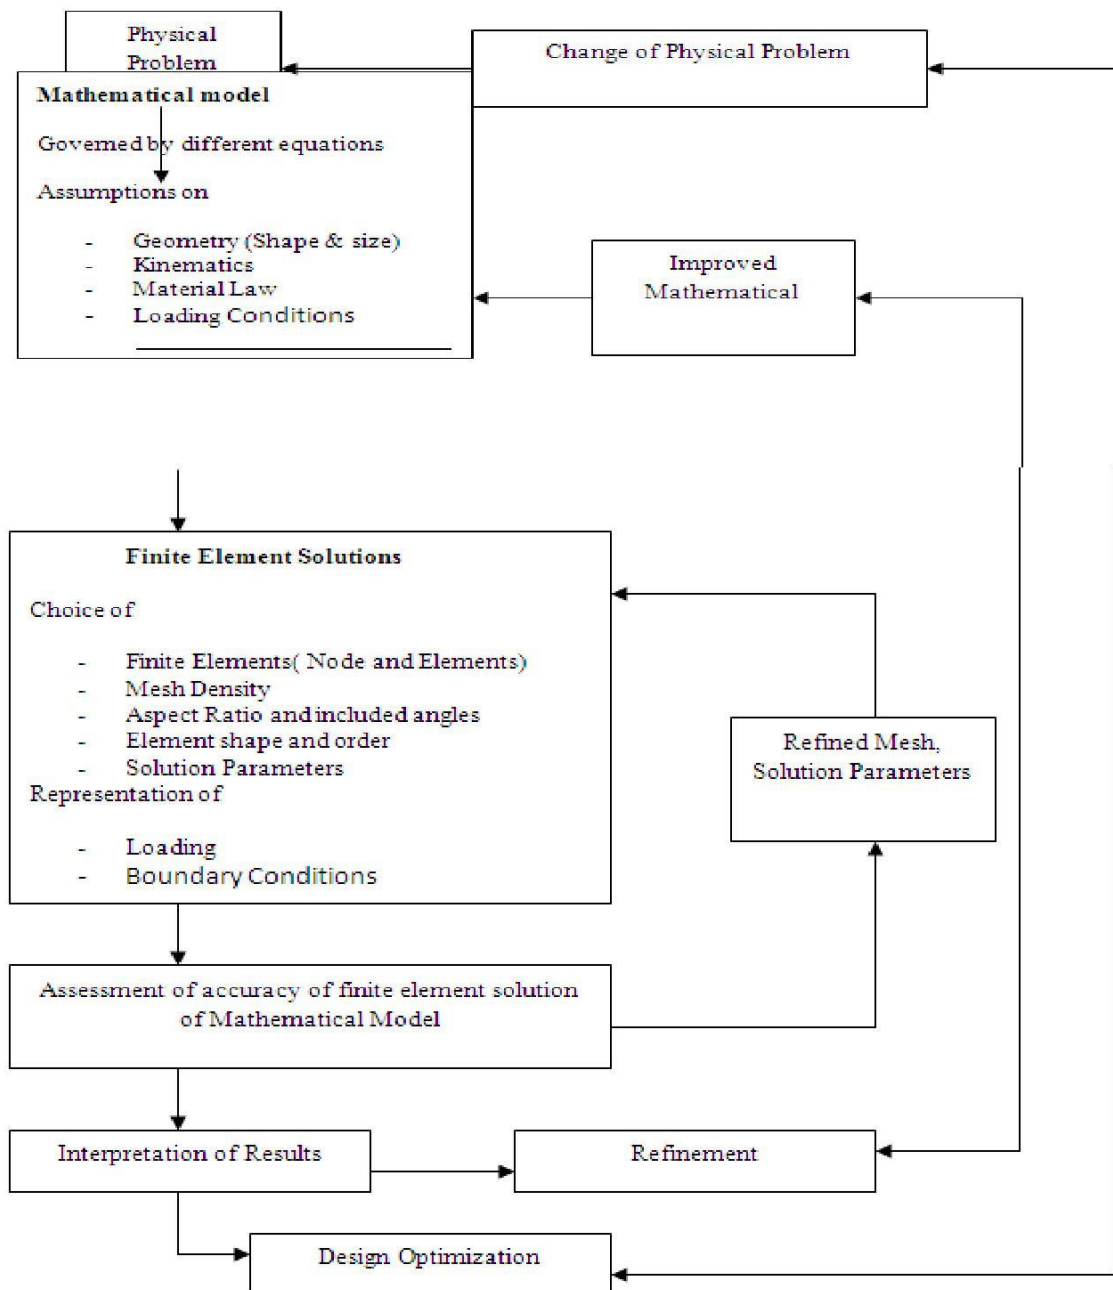 Physical
Problem
Change of Physical Problem
Mathematical model
Governed by different equations
Assumptions on
- Geometry (Shape & size)
- Kinematics
- Material Law
- Loading Conditions
Improved
Mathematical
Finite Element Solutions
Choice of
- Finite Elements( Node and Elements)
- Mesh Density
- Aspect Ratio and included angles
- Element shape and order
- Solution Parameters
Representation of
- Loading
- Boundary Conditions
Refined Mesh,
Solution Parameters
Assessment of accuracy of finite element solution
of Mathematical Model
Interpretation of Results
Refinement
Design Optimization